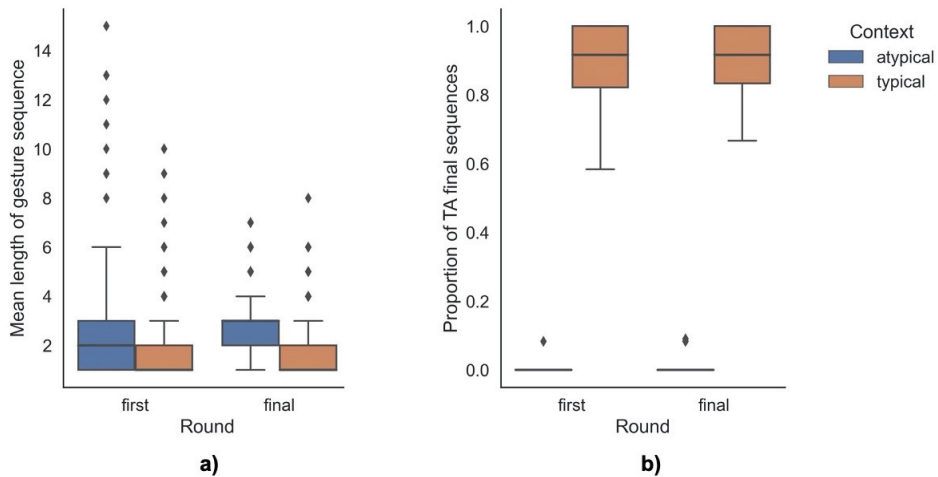 Mean length of gesture sequence
14
12
10
8
6
4
2
first
final
Round
a)
Proportion of TA final sequences
1.0
0.8
0.6
0.4
0.2
0.0
first
final
Round
b)
Context
atypical
typical